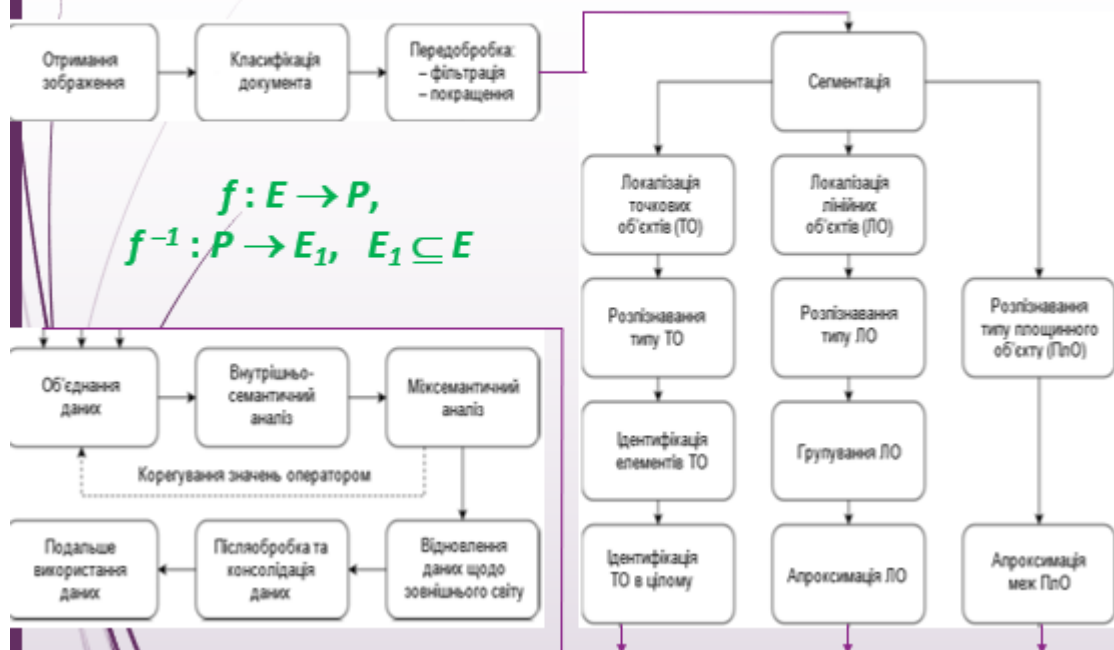 Отримання
зображення
Класифікація
документа
Передобробка:
– фільтрація
– покращення
Сегментація
Локалізація
точкових
об'єктів (ТО)
Локалізація
лінійних
об'єктів (ЛО)
f : E → P,
f⁻¹ : P → E₁, E₁ ⊆ E
Розпізнавання
типу ТО
Розпізнавання
типу ЛО
Розпізнавання
типу площинного
об'єкту (ПлО)
Ідентифікація
елементів ТО
Групування ЛО
Ідентифікація
ТО в цілому
Апроксимація ЛО
Апроксимація
меж ПлО
Об'єднання
даних
Внутрішньо-
семантичний
аналіз
Міксемантичний
аналіз
Корегування значень оператором
Подальше
використання
даних
Післяобробка та
консолідація
даних
Відновлення
даних щодо
зовнішнього світу